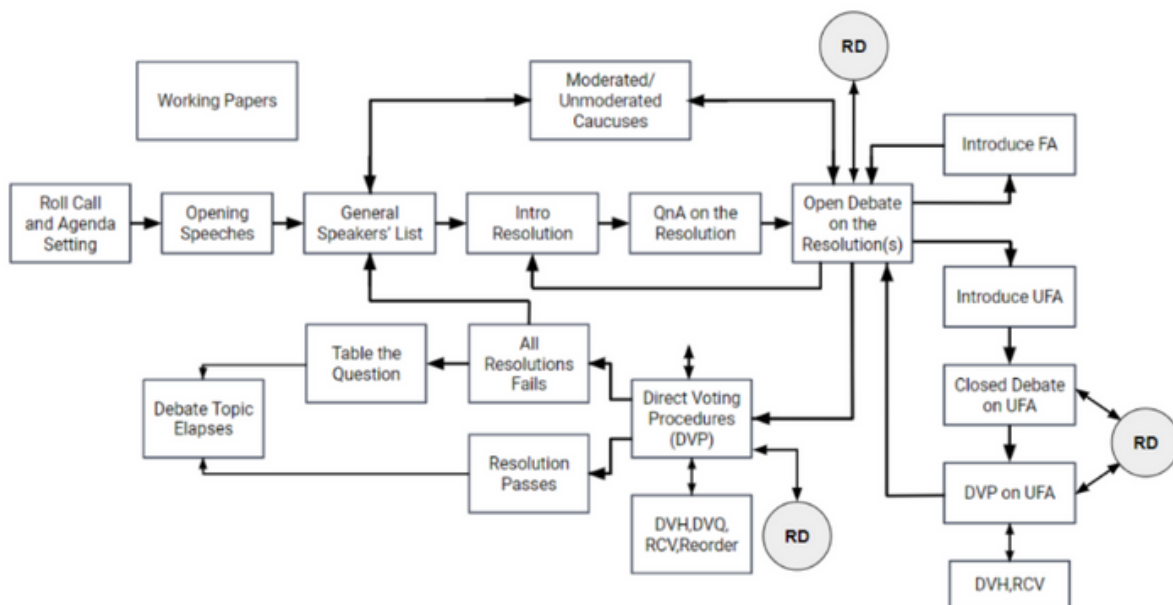 RD
Working Papers
Moderated/
Unmoderated
Caucuses
Introduce FA
Roll Call
and Agenda
Setting
Opening
Speeches
General
Speakers' List
Intro
Resolution
QnA on the
Resolution
Open Debate
on the
Resolution(s)
Introduce UFA
Table the
Question
All
Resolutions
Fails
Closed Debate
on UFA
Debate Topic
Elapses
Direct Voting
Procedures
(DVP)
RD
Resolution
Passes
DVP on UFA
DVH,DVQ,
RCV,Reorder
RD
DVH,RCV